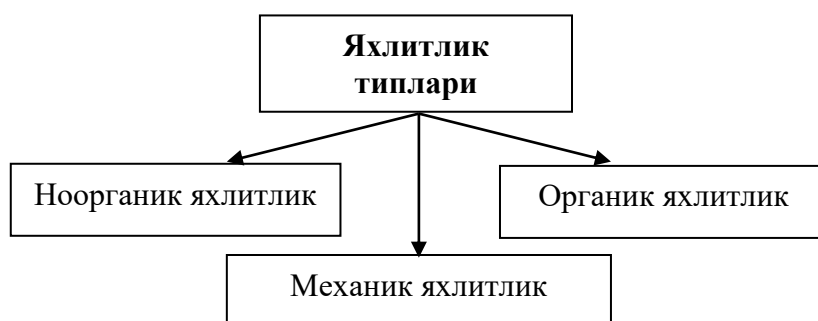 Яхлитлик
типлари
Ноорганик яхлитлик
Органик яхлитлик
Механик яхлитлик